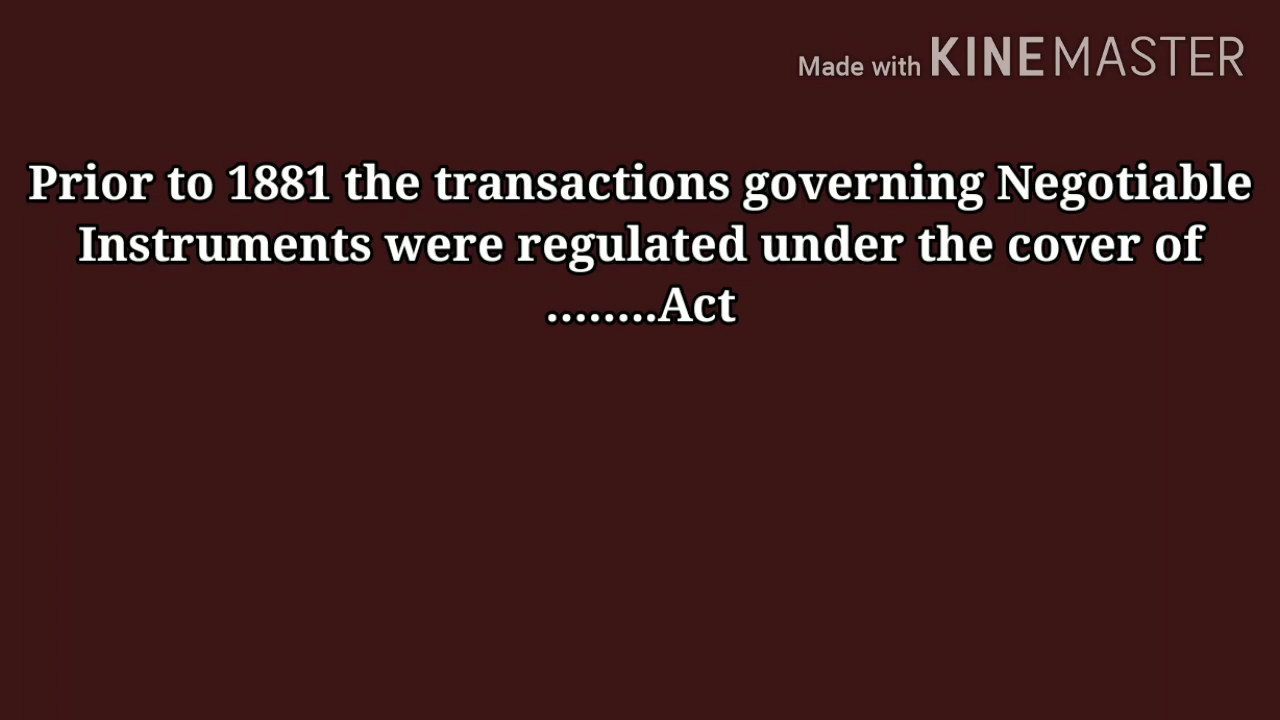 Made with KINEMASTER
Prior to 1881 the transactions governing Negotiable
Instruments were regulated under the cover of
........Act